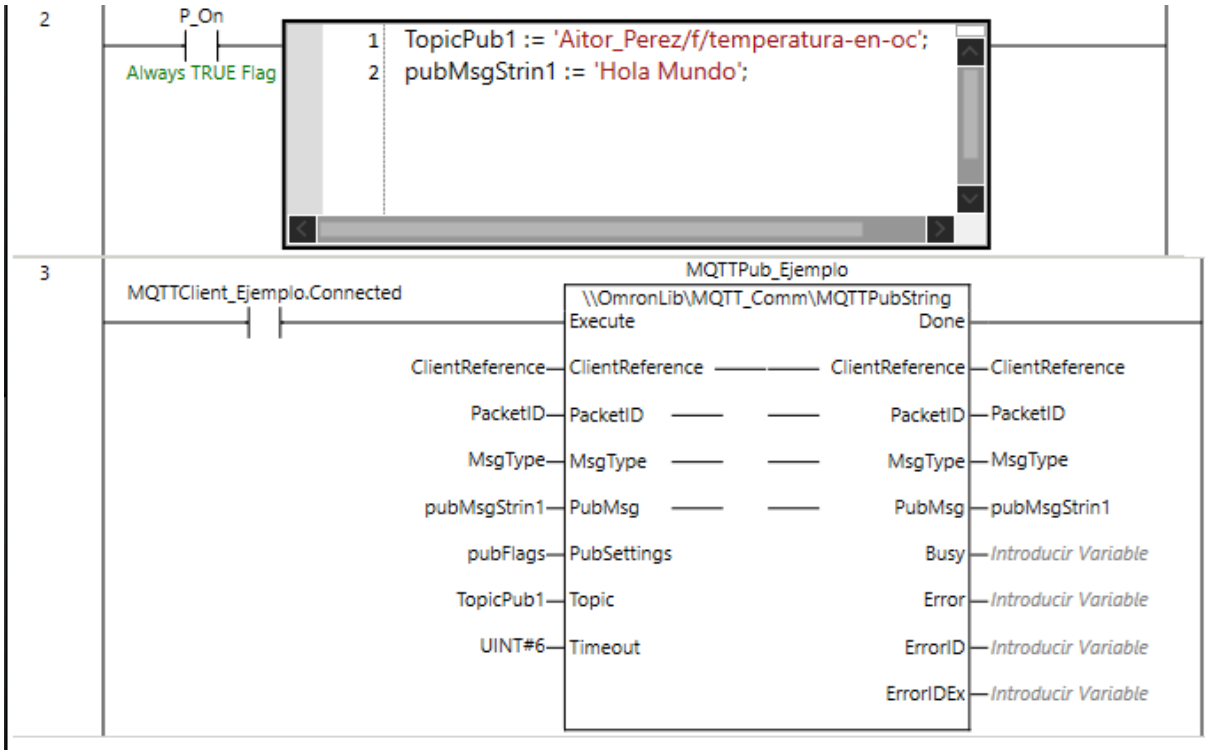 2
P_On
Always TRUE Flag
1 TopicPub1 := 'Aitor_Perez/f/temperatura-en-oc';
2 pubMsgStrin1 := 'Hola Mundo';
3
MQTTClient_Ejemplo.Connected
MQTTPub_Ejemplo
\\OmronLib\MQTT_Comm\MQTTPubString
Execute Done
ClientReference ClientReference ClientReference ClientReference
PacketID PacketID PacketID PacketID
MsgType MsgType MsgType MsgType
pubMsgStrin1 PubMsg PubMsg pubMsgStrin1
pubFlags PubSettings Busy Introducir Variable
TopicPub1 Topic Error Introducir Variable
UINT#6 Timeout ErrorID Introducir Variable
ErrorIDEx Introducir Variable